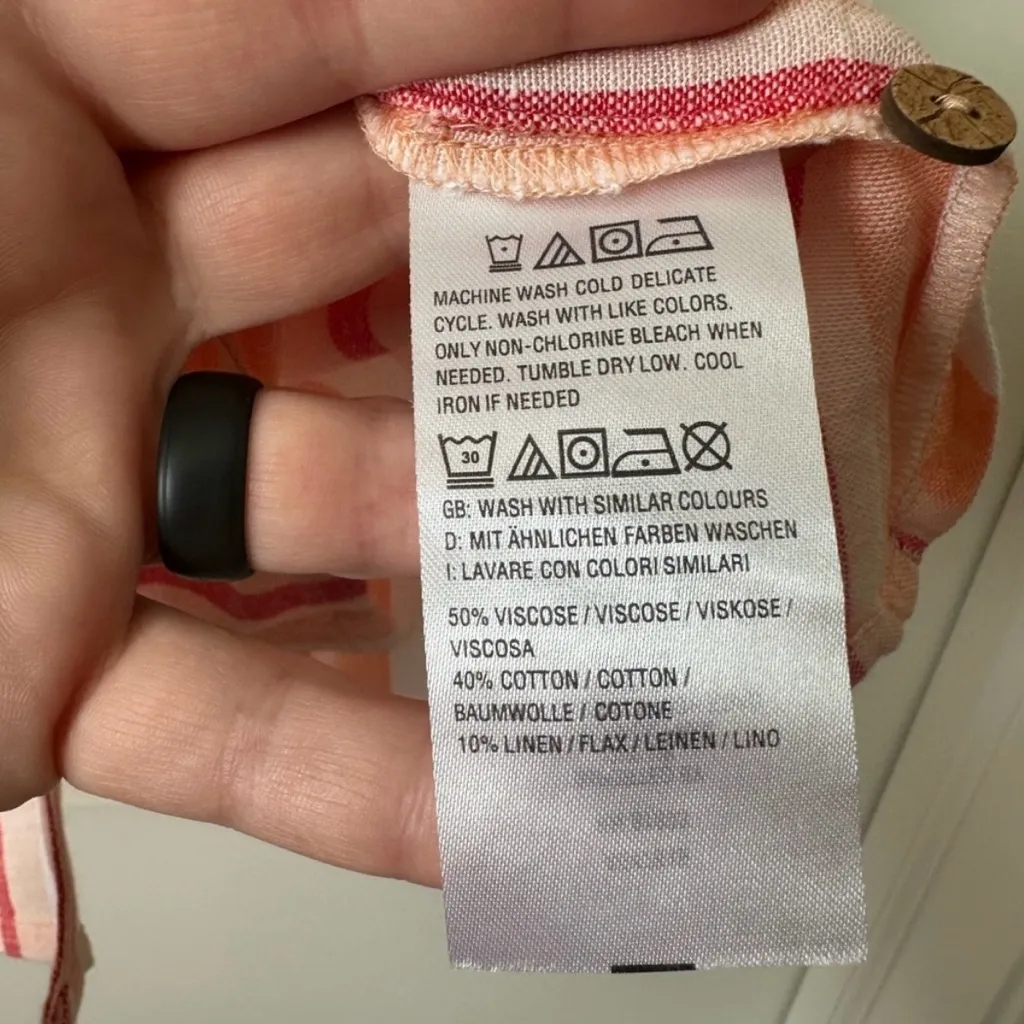 MACHINE WASH COLD DELICATE
CYCLE. WASH WITH LIKE COLORS.
ONLY NON-CHLORINE BLEACH WHEN
NEEDED. TUMBLE DRY LOW. COOL
IRON IF NEEDED
30
GB: WASH WITH SIMILAR COLOURS
D: MIT ÄHNLICHEN FARBEN WASCHEN
I: LAVARE CON COLORI SIMILARI
50% VISCOSE / VISCOSE / VISKOSE /
VISCOSA
40% COTTON / COTTON /
BAUMWOLLE / COTONE
10% LINEN / FLAX / LEINEN / LINO